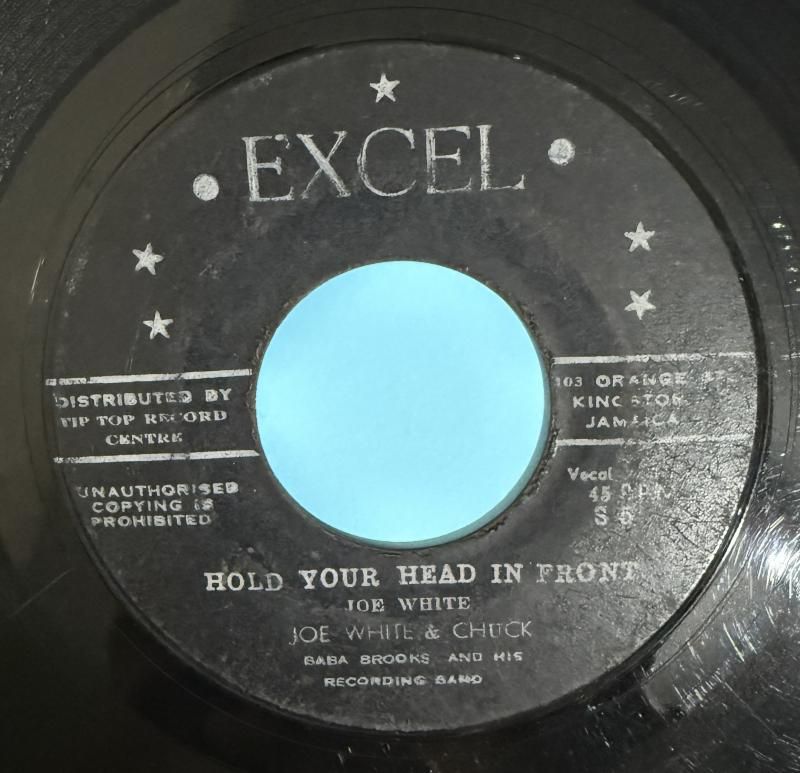 EXCEL
DISTRIBUTED BY
TIP TOP RECORD
CENTRE
103 ORANGE ST.
KINGSTON
JAMAICA
UNAUTHORISED
COPYING IS
PROHIBITED
Vocal
45 R.P.M.
HOLD YOUR HEAD IN FRONT
JOE WHITE
JOE WHITE & CHUCK
BABA BROOKS AND HIS
RECORDING BAND